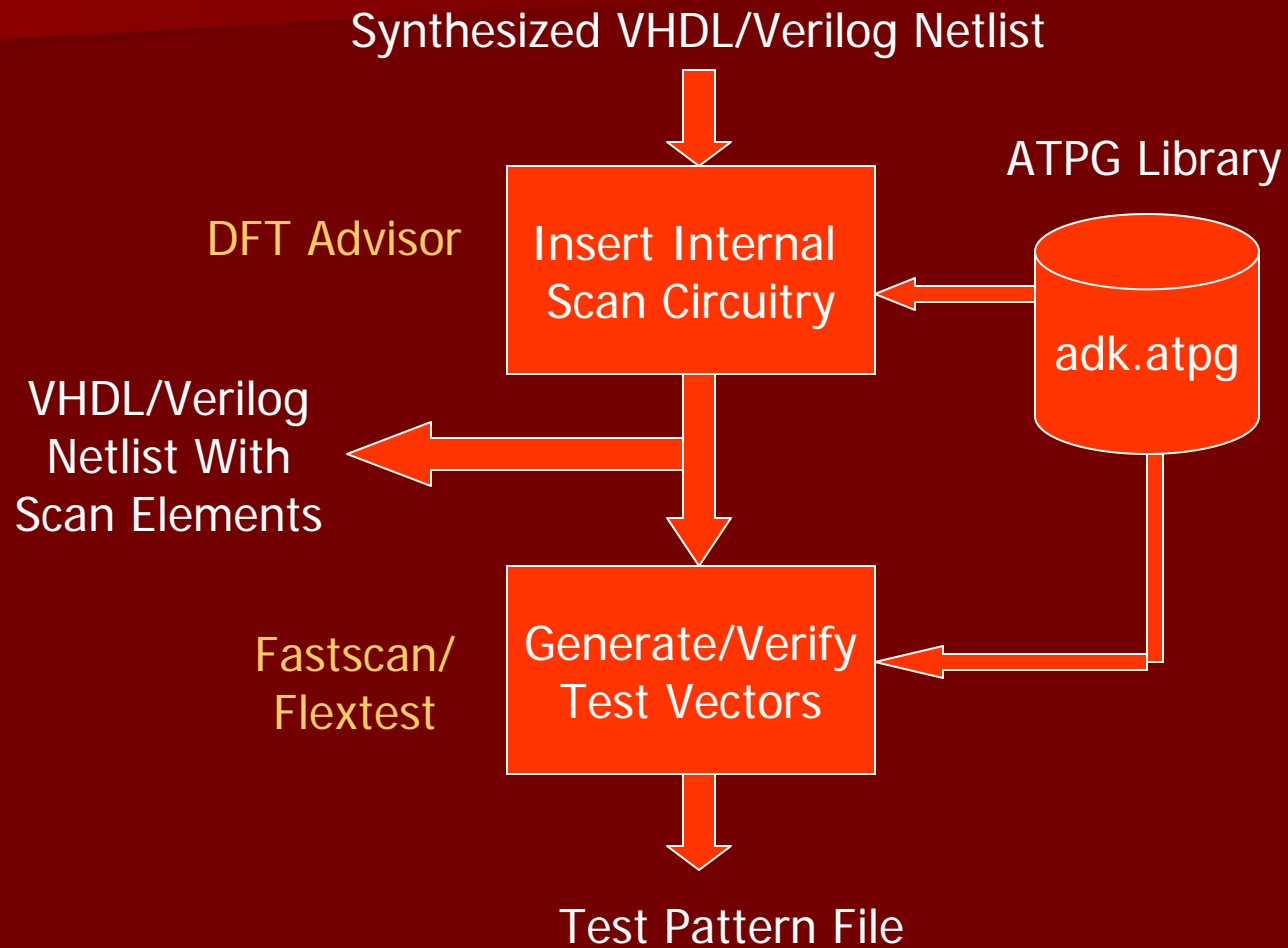 Synthesized VHDL/Verilog Netlist
ATPG Library
DFT Advisor
Insert Internal
Scan Circuitry
adk.atpg
VHDL/Verilog
Netlist With
Scan Elements
Fastscan/
Flextest
Generate/Verify
Test Vectors
Test Pattern File